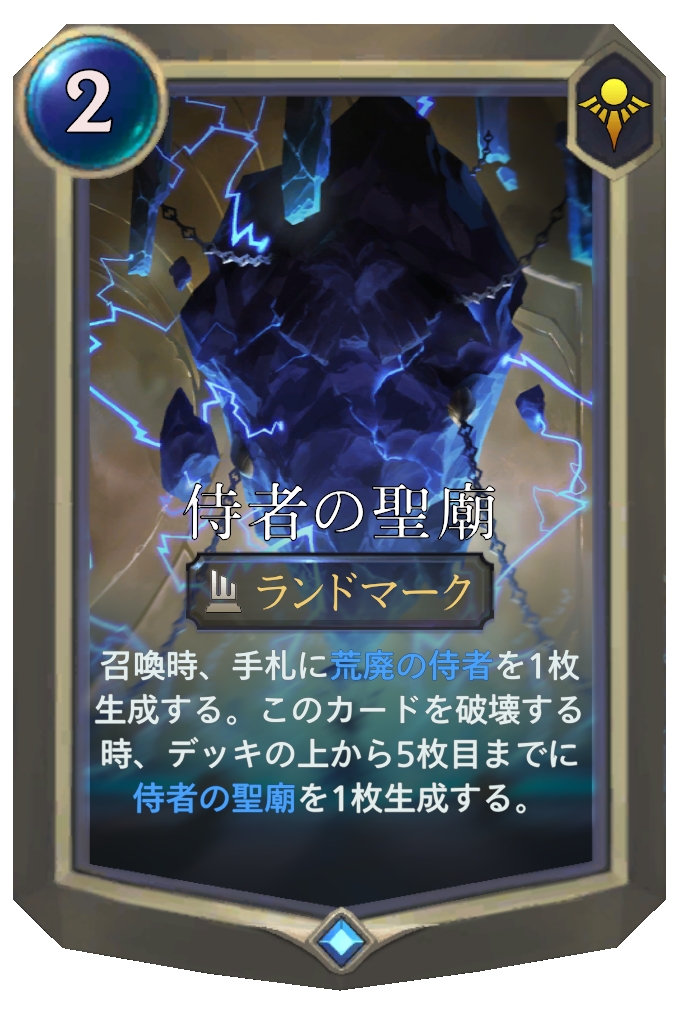 2
侍者の聖廟
ランドマーク
召喚時、手札に荒廃の侍者を1枚
生成する。このカードを破壊する
時、デッキの上から5枚目までに
侍者の聖廟を1枚生成する。